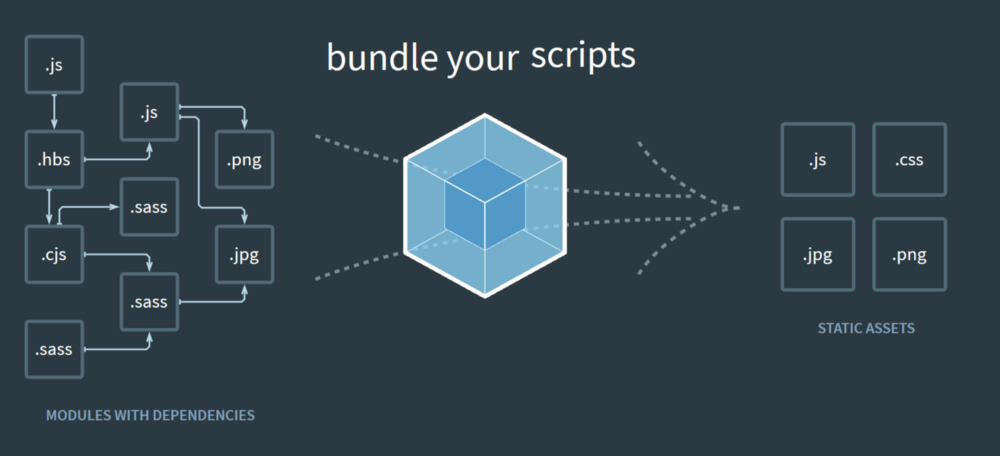 bundle your scripts
.js
.js
.hbs
.png
.sass
.cjs
.jpg
.sass
.sass
MODULES WITH DEPENDENCIES
.js
.css
.jpg
.png
STATIC ASSETS